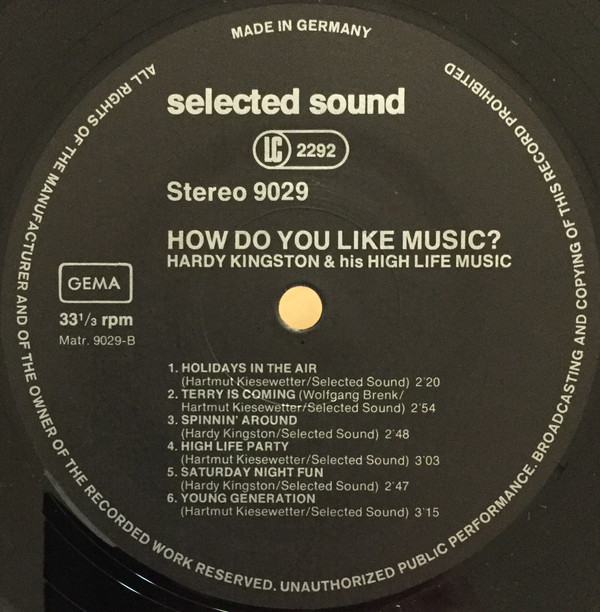 MADE IN GERMANY
ALL RIGHTS OF THE MANUFACTURER AND OF THE OWNER OF THE RECORDED WORK RESERVED. UNAUTHORIZED PUBLIC PERFORMANCE. BROADCASTING AND COPYING OF THIS RECORD PROHIBITED
selected sound
LC 2292
Stereo 9029
HOW DO YOU LIKE MUSIC?
HARDY KINGSTON & his HIGH LIFE MUSIC
GEMA
33 1/3 rpm
Matr. 9029-B
1. HOLIDAYS IN THE AIR
(Hartmut Kiesewetter/Selected Sound) 2'20
2. TERRY IS COMING (Wolfgang Brenk/
Hartmut Kiesewetter/Selected Sound) 2'54
3. SPINNIN' AROUND
(Hardy Kingston/Selected Sound) 2'48
4. HIGH LIFE PARTY
(Hartmut Kiesewetter/Selected Sound) 3'03
5. SATURDAY NIGHT FUN
(Hardy Kingston/Selected Sound) 2'47
6. YOUNG GENERATION
(Hartmut Kiesewetter/Selected Sound) 3'15